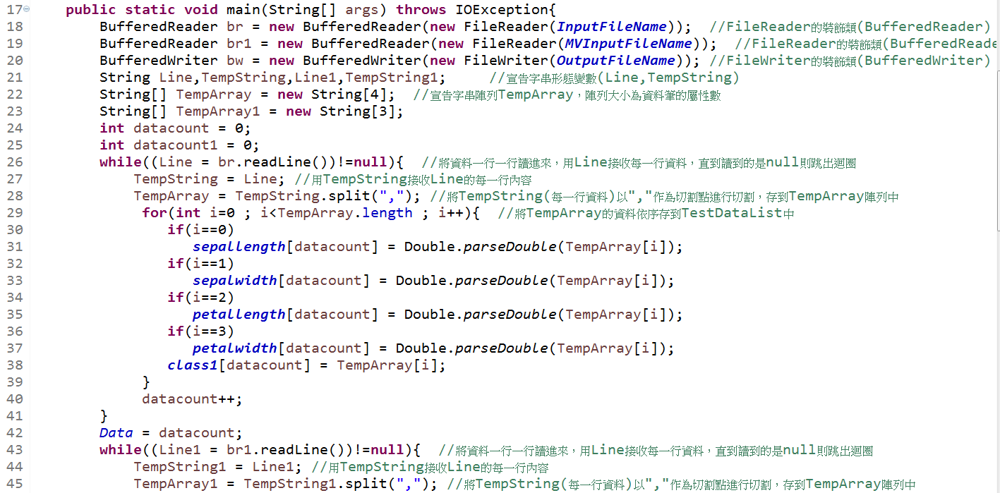 17 public static void main(String[] args) throws IOException{
18 BufferedReader br = new BufferedReader(new FileReader(InputFileName)); //FileReader的裝飾類(BufferedReader)
19 BufferedReader br1 = new BufferedReader(new FileReader(MVInputFileName)); //FileReader的裝飾類(BufferedReade
20 BufferedWriter bw = new BufferedWriter(new FileWriter(OutputFileName)); //FileWriter的裝飾類(BufferedWriter)
21 String Line,TempString,Line1,TempString1; //宣告字串形態變數(Line,TempString)
22 String[] TempArray = new String[4]; //宣告字串陣列TempArray，陣列大小為資料筆的屬性數
23 String[] TempArray1 = new String[3];
24 int datacount = 0;
25 int datacount1 = 0;
26 while((Line = br.readLine())!=null){ //將資料一行一行讀進來，用Line接收每一行資料，直到讀到的是null則跳出迴圈
27 TempString = Line; //用TempString接收Line的每一行內容
28 TempArray = TempString.split(","); //將TempString(每一行資料)以","作為切割點進行切割，存到TempArray陣列中
29 for(int i=0 ; i<TempArray.length ; i++){ //將TempArray的資料依序存到TestDataList中
30 if(i==0)
31 sepallength[datacount] = Double.parseDouble(TempArray[i]);
32 if(i==1)
33 sepalwidth[datacount] = Double.parseDouble(TempArray[i]);
34 if(i==2)
35 petallength[datacount] = Double.parseDouble(TempArray[i]);
36 if(i==3)
37 petalwidth[datacount] = Double.parseDouble(TempArray[i]);
38 class1[datacount] = TempArray[i];
39 }
40 datacount++;
41 }
42 Data = datacount;
43 while((Line1 = br1.readLine())!=null){ //將資料一行一行讀進來，用Line接收每一行資料，直到讀到的是null則跳出迴圈
44 TempString1 = Line1; //用TempString接收Line的每一行內容
45 TempArray1 = TempString1.split(","); //將TempString(每一行資料)以","作為切割點進行切割，存到TempArray陣列中